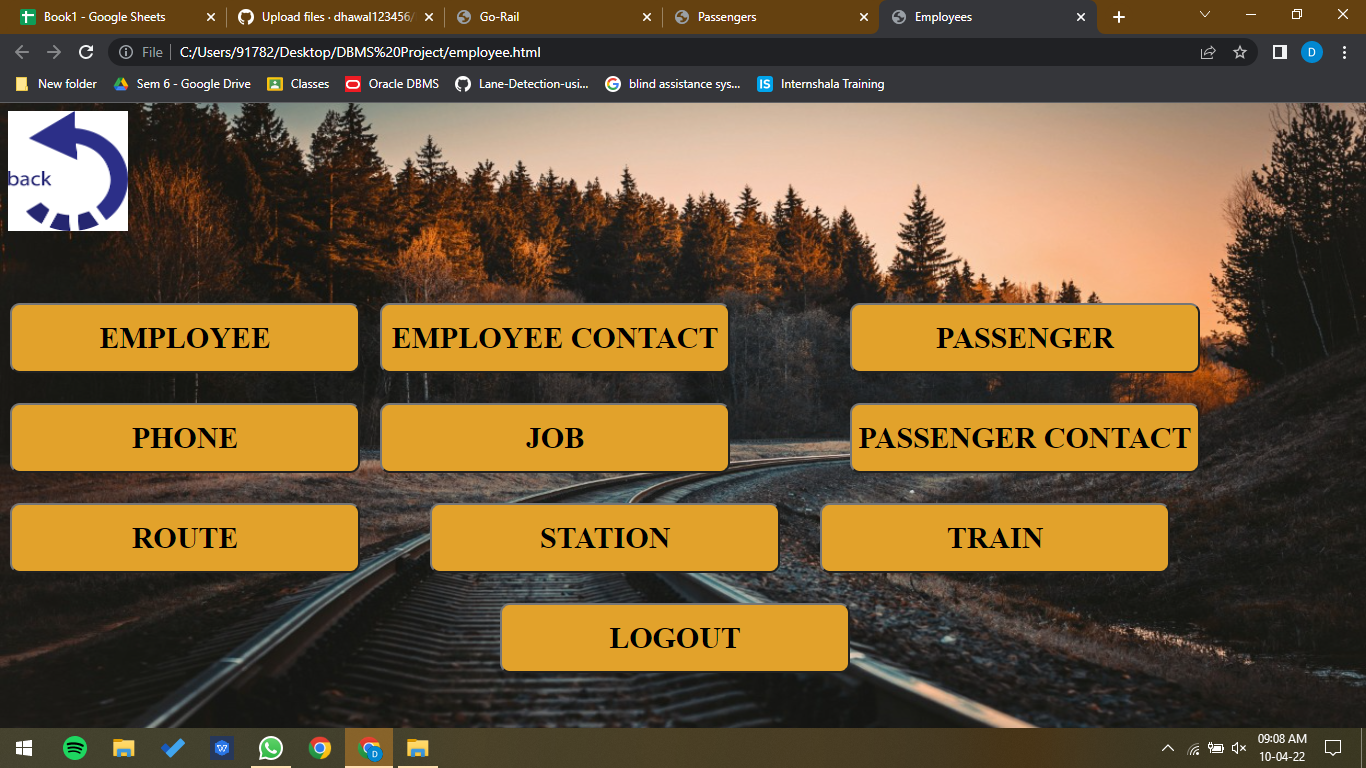 Book1 - Google Sheets
Upload files · dhawal123456/
Go-Rail
Passengers
Employees
File
C:/Users/91782/Desktop/DBMS%20Project/employee.html
D
New folder
Sem 6 - Google Drive
Classes
Oracle DBMS
Lane-Detection-usi...
blind assistance sys...
IS
Internshala Training
back
EMPLOYEE
EMPLOYEE CONTACT
PASSENGER
PHONE
JOB
PASSENGER CONTACT
ROUTE
STATION
TRAIN
LOGOUT
D
09:08 AM
10-04-22